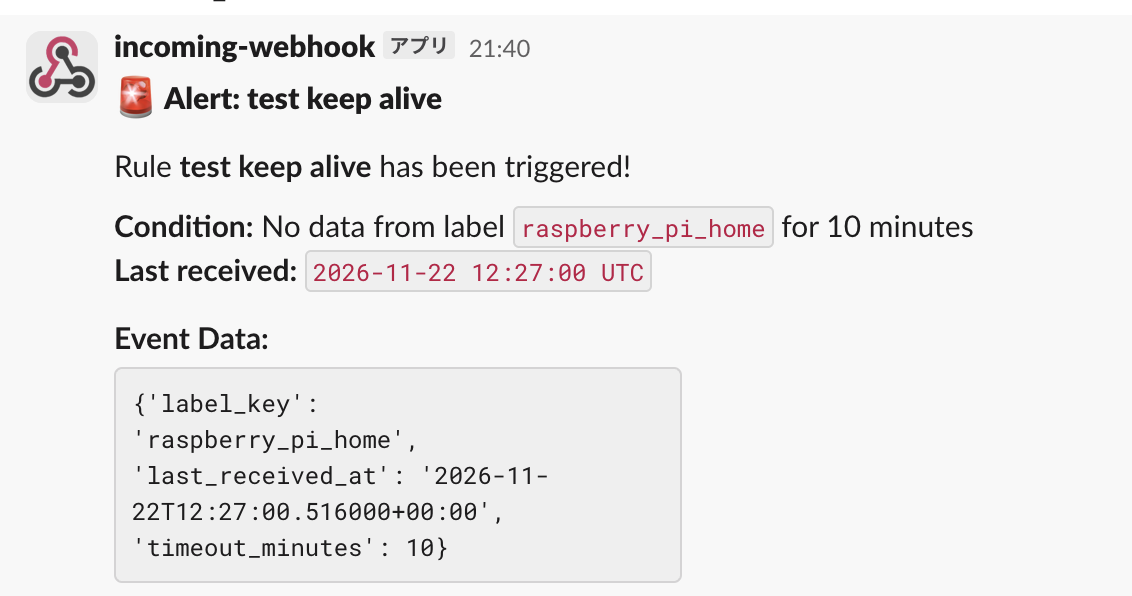 incoming-webhook アプリ 21:40
🚨 Alert: test keep alive
Rule test keep alive has been triggered!
Condition: No data from label raspberry_pi_home for 10 minutes
Last received: 2026-11-22 12:27:00 UTC
Event Data:
{'label_key':
'raspberry_pi_home',
'last_received_at': '2026-11-
22T12:27:00.516000+00:00',
'timeout_minutes': 10}